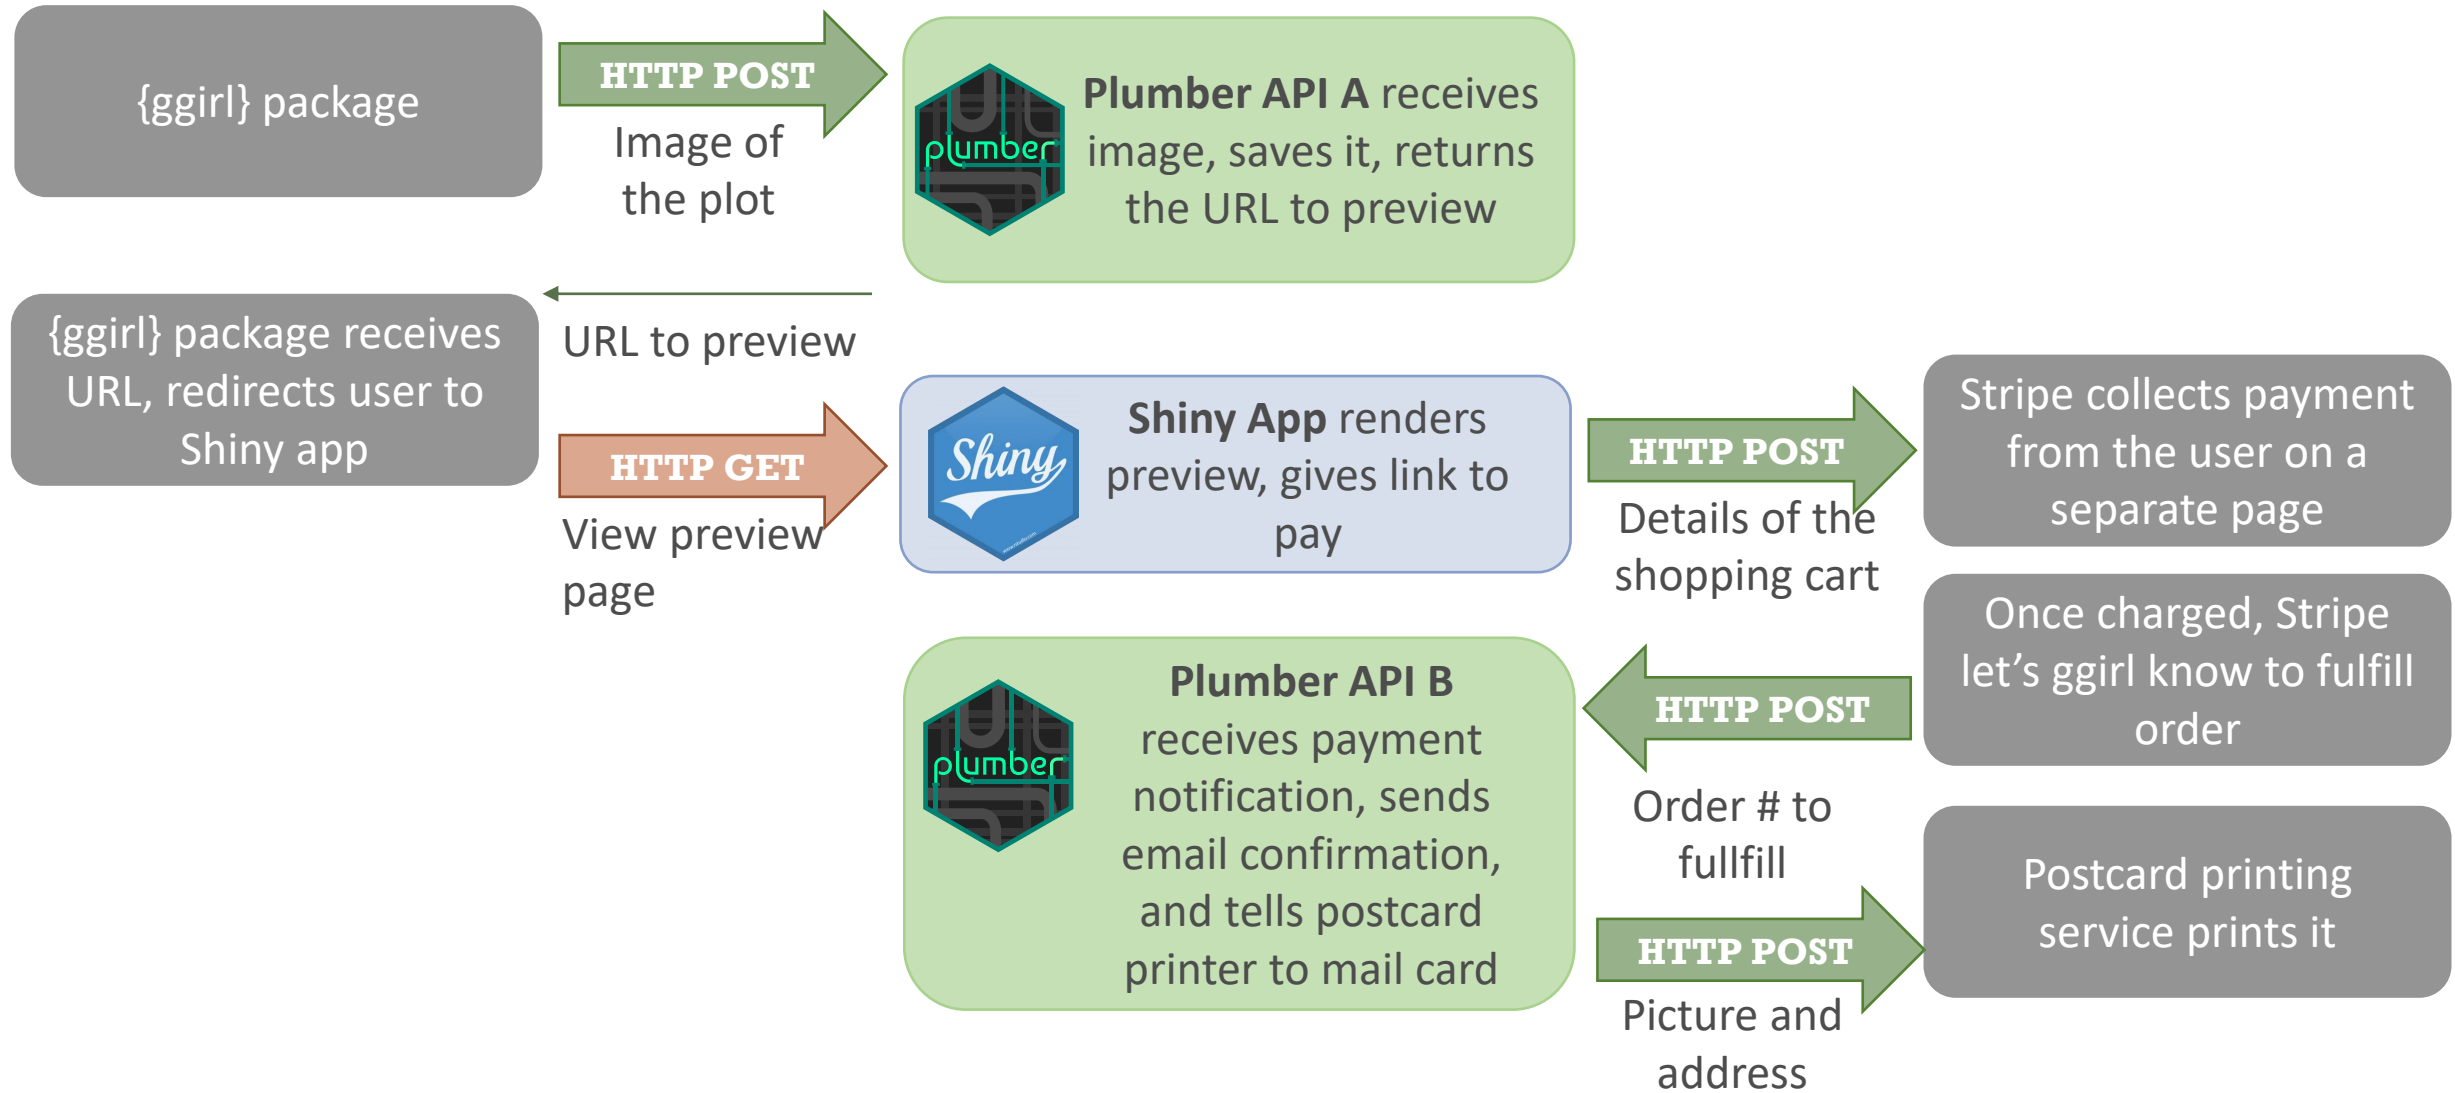 {ggirl} package
HTTP POST
Image of
the plot
plumber
Plumber API A receives
image, saves it, returns
the URL to preview
URL to preview
{ggirl} package receives
URL, redirects user to
Shiny app
HTTP GET
View preview
page
Shiny
Shiny App renders
preview, gives link to
pay
HTTP POST
Details of the
shopping cart
Stripe collects payment
from the user on a
separate page
Once charged, Stripe
let’s ggirl know to fulfill
order
HTTP POST
Order # to
fullfill
plumber
Plumber API B
receives payment
notification, sends
email confirmation,
and tells postcard
printer to mail card
HTTP POST
Picture and
address
Postcard printing
service prints it